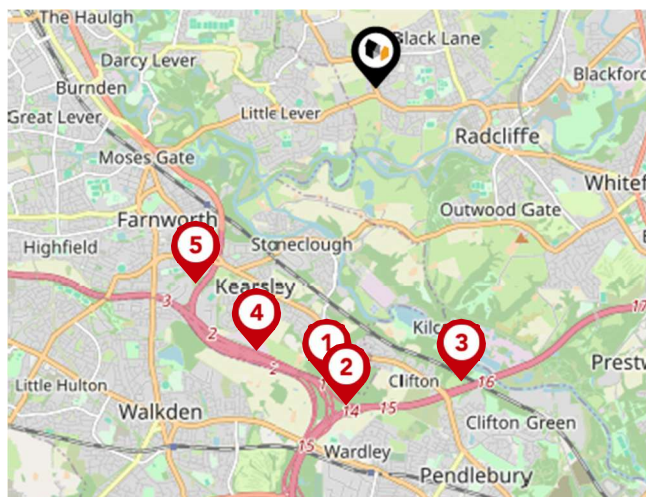 The Haulgh
Black Lane
Darcy Lever
Blackford
Burnden
Little Lever
Great Lever
Radcliffe
Moses Gate
Whitef
Outwood Gate
Farnworth
Highfield
5
Stoneclough
Kearsley
3
4
17
2
1
Kilc
3
2
2
Prestw
1
Clifton
16
Little Hulton
14
15
Walkden
Clifton Green
15
Wardley
Pendlebury